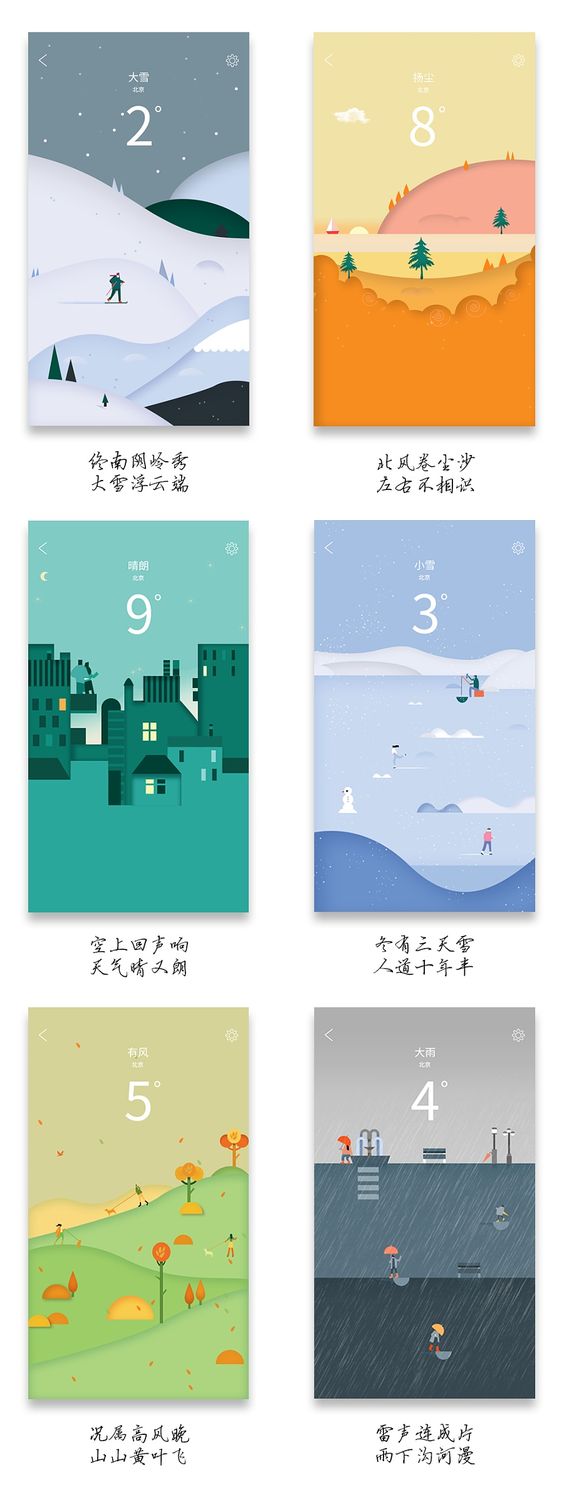 大雪
北京
2°
终南阴岭秀
大雪浮云端
扬尘
北京
8°
北风卷尘沙
左右不相识
晴朗
北京
9°
空上回声响
天气晴又朗
小雪
北京
3°
冬有三天雪
人道十年丰
有风
北京
5°
况属高风晚
山山黄叶飞
大雨
北京
4°
雷声连成片
雨下沟河漫